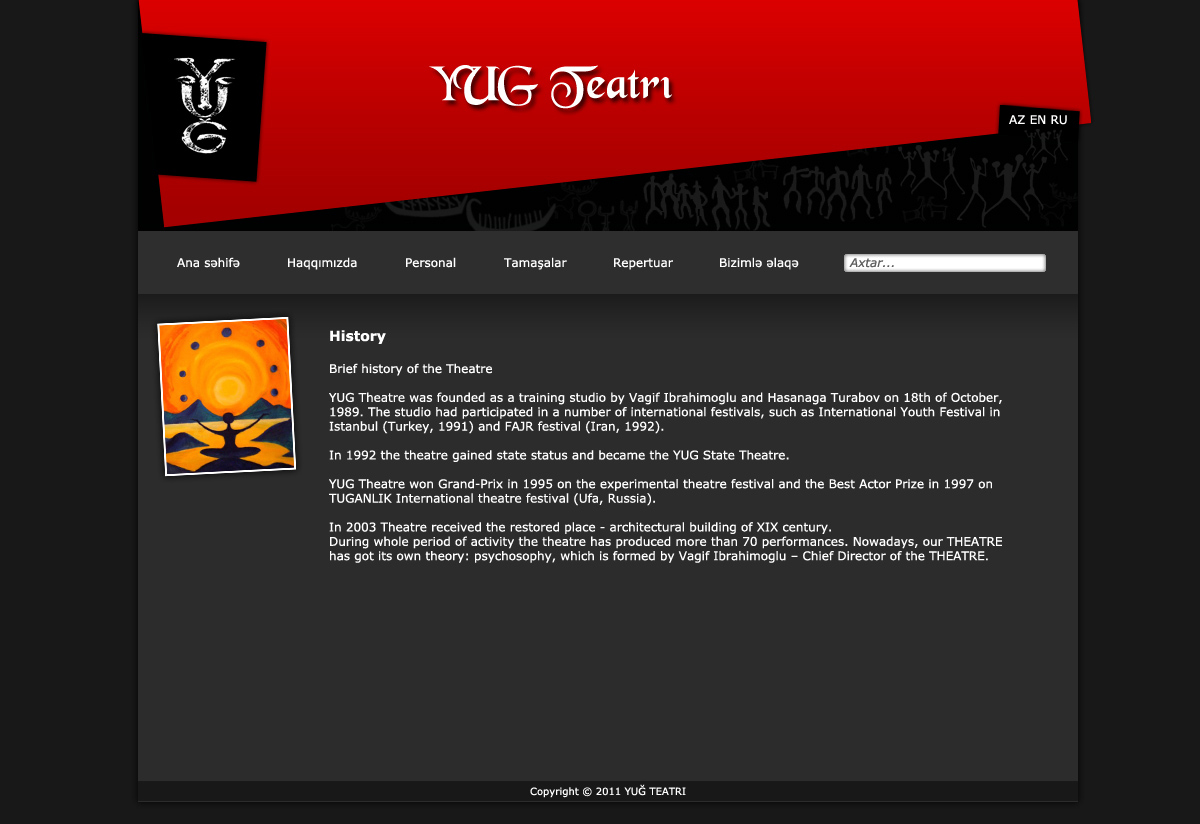 YUĞ
YUG Teatrı
AZ EN RU
Ana səhifə Haqqımızda Personal Tamaşalar Repertuar Bizimlə əlaqə Axtar...
History
Brief history of the Theatre
YUG Theatre was founded as a training studio by Vagif Ibrahimoglu and Hasanaga Turabov on 18th of October,
1989. The studio had participated in a number of international festivals, such as International Youth Festival in
Istanbul (Turkey, 1991) and FAJR festival (Iran, 1992).
In 1992 the theatre gained state status and became the YUG State Theatre.
YUG Theatre won Grand-Prix in 1995 on the experimental theatre festival and the Best Actor Prize in 1997 on
TUGANLIK International theatre festival (Ufa, Russia).
In 2003 Theatre received the restored place - architectural building of XIX century.
During whole period of activity the theatre has produced more than 70 performances. Nowadays, our THEATRE
has got its own theory: psychosophy, which is formed by Vagif Ibrahimoglu – Chief Director of the THEATRE.
Copyright © 2011 YUĞ TEATRI